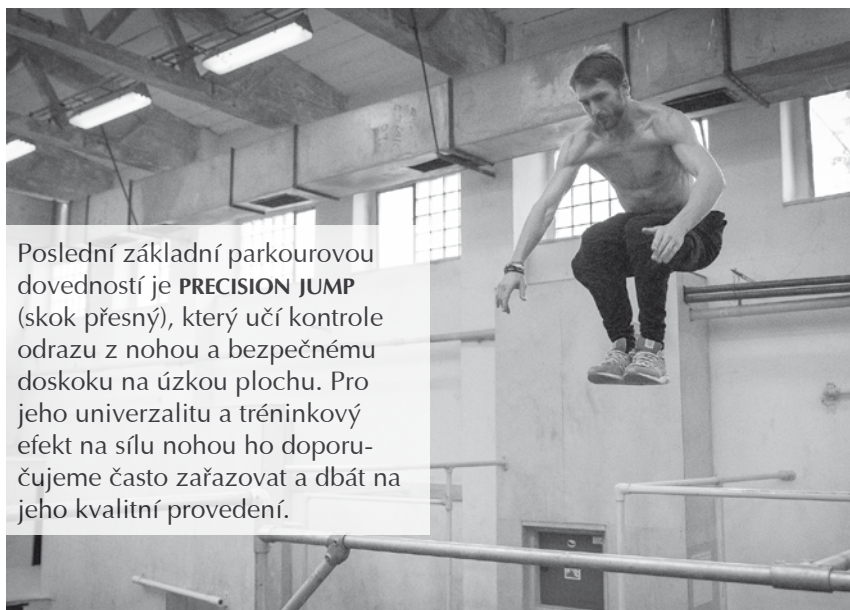 Poslední základní parkourovou
dovedností je PRECISION JUMP
(skok přesný), který učí kontrole
odrazu z nohou a bezpečnému
doskoku na úzkou plochu. Pro
jeho univerzalitu a tréninkový
efekt na sílu nohou ho doporu-
čujeme často zařazovat a dbát na
jeho kvalitní provedení.